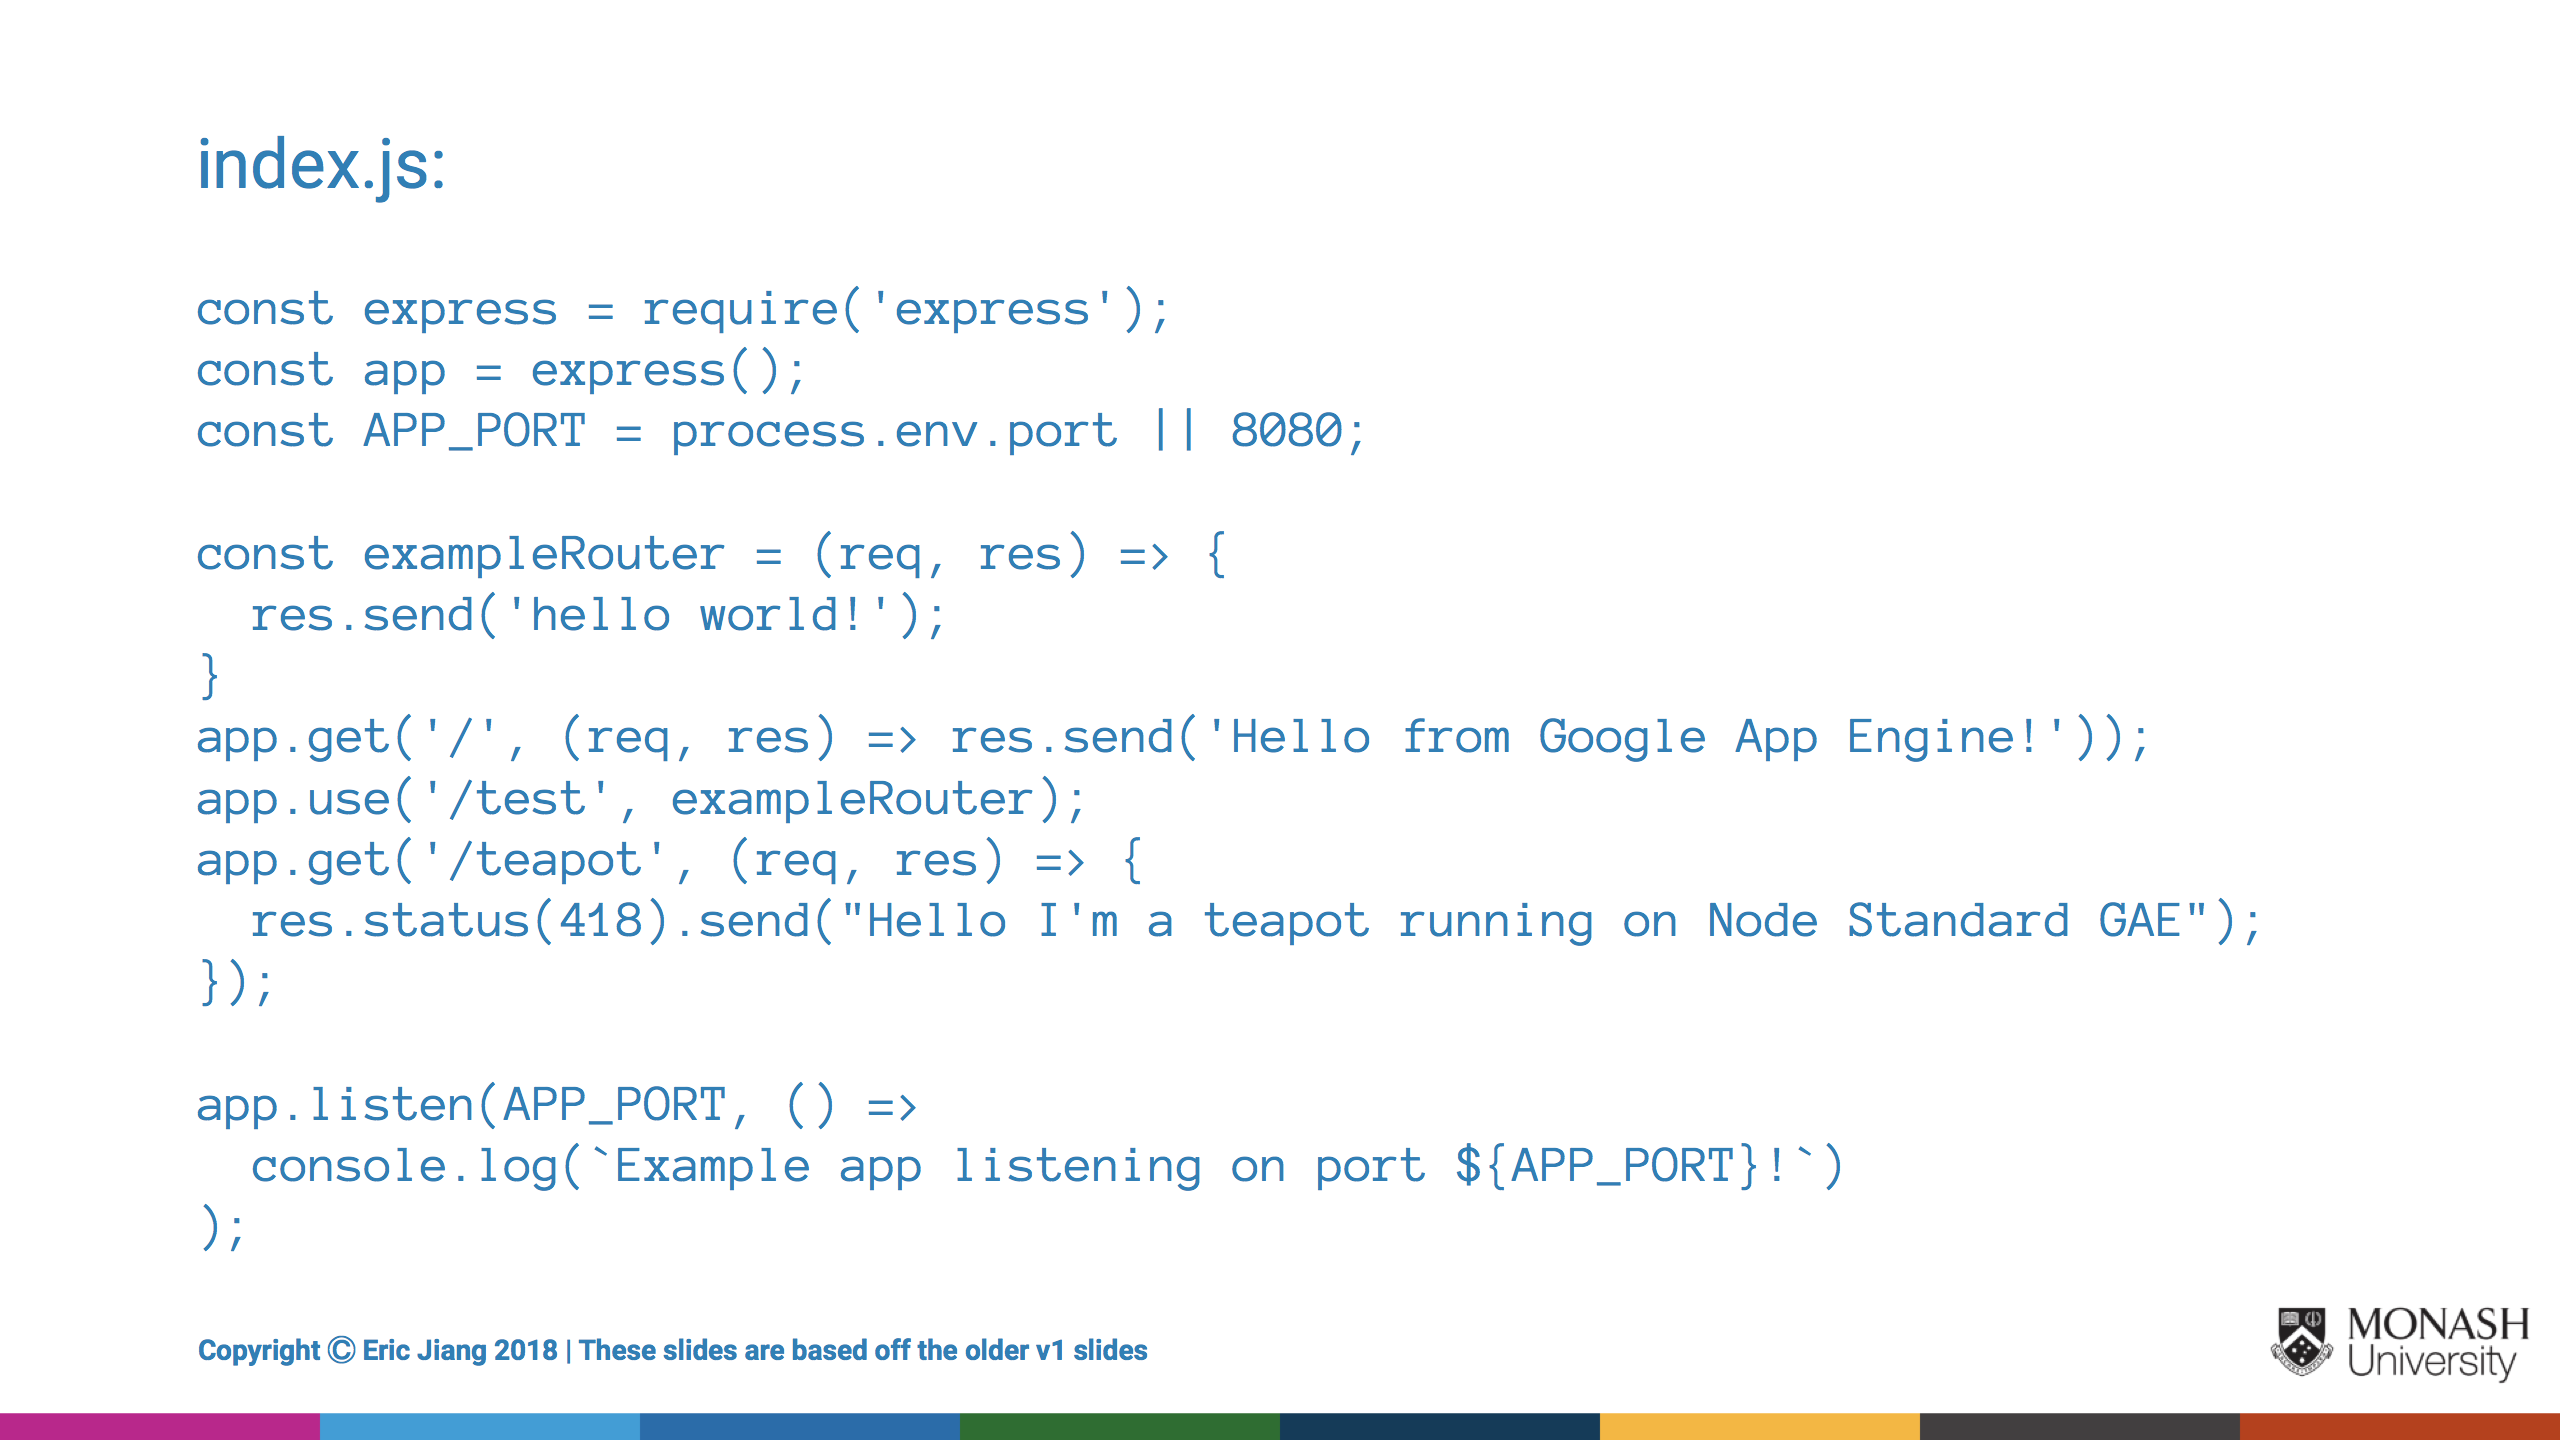 index.js:
const express = require('express');
const app = express();
const APP_PORT = process.env.port || 8080;
const exampleRouter = (req, res) => {
  res.send('hello world!');
}
app.get('/', (req, res) => res.send('Hello from Google App Engine!'));
app.use('/test', exampleRouter);
app.get('/teapot', (req, res) => {
  res.status(418).send("Hello I'm a teapot running on Node Standard GAE");
});
app.listen(APP_PORT, () =>
  console.log(`Example app listening on port ${APP_PORT}!`)
);
Copyright © Eric Jiang 2018 | These slides are based off the older v1 slides
MONASH
University